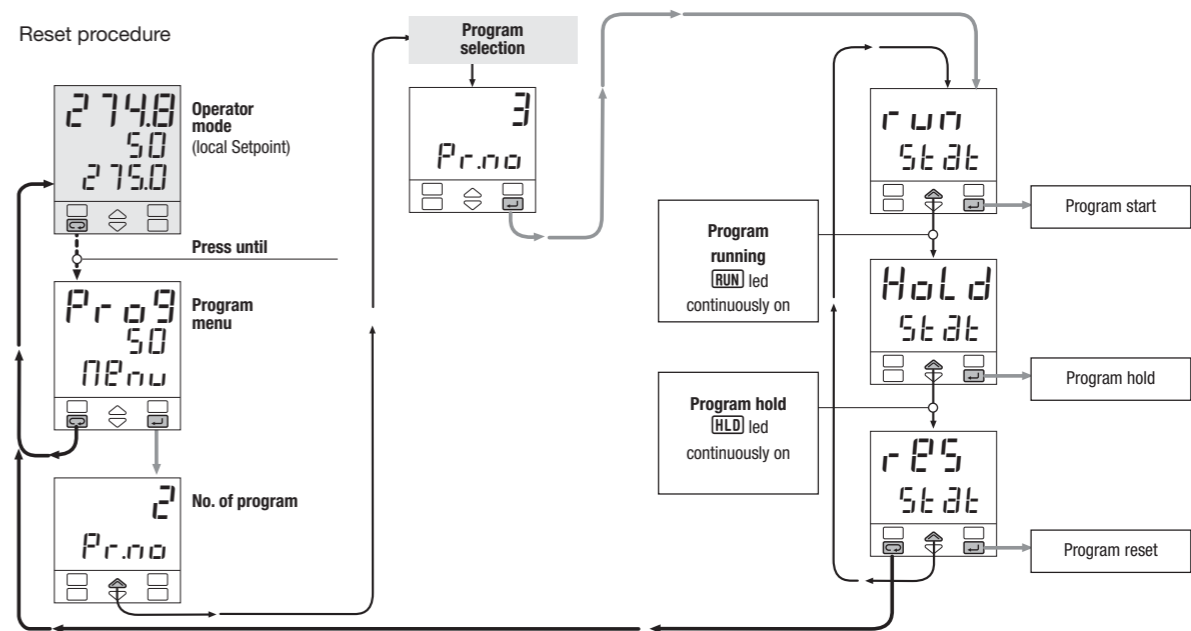 Reset procedure
274.8
50
275.0
Operator
mode
(local Setpoint)
Press until
Prog
50
MEnu
Program
menu
2
Pr.no
No. of program
Program
selection
3
Pr.no
run
Stat
Program start
Program
running
RUN led
continuously on
HoLd
Stat
Program hold
Program hold
HLD led
continuously on
rES
Stat
Program reset